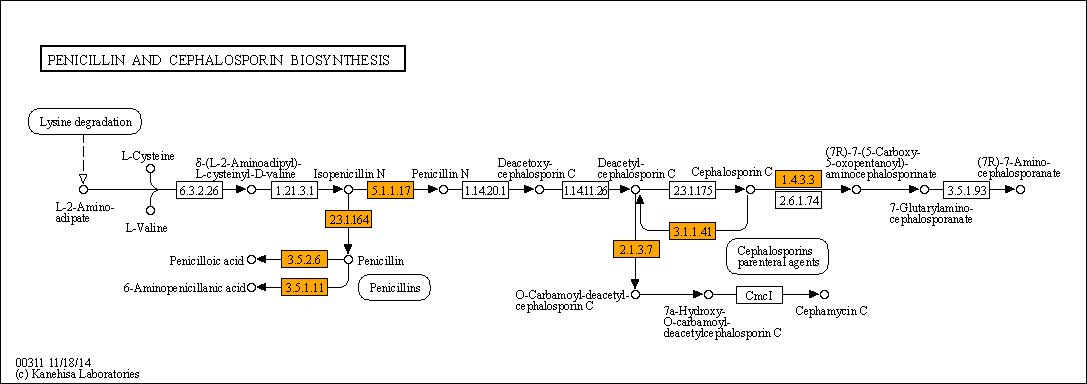 PENICILLIN AND CEPHALOSPORIN BIOSYNTHESIS
Lysine degradation
L-Cysteine
L-2-Amino-
adipate
L-Valine
6.3.2.26
δ-(L-2-Aminoadipyl)-
L-cysteinyl-D-valine
1.21.3.1
Isopenicillin N
5.1.1.17
Penicillin N
1.14.20.1
Deacetoxy-
cephalosporin C
1.14.11.26
Deacetyl-
cephalosporin C
2.3.1.175
Cephalosporin C
1.4.3.3
2.6.1.74
(7R)-7-(5-Carboxy-
5-oxopentanoyl)-
aminocephalosporinate
7-Glutarylamino-
cephalosporanate
3.5.1.93
(7R)-7-Amino-
cephalosporanate
2.3.1.164
3.1.1.41
2.1.3.7
Penicilloic acid
3.5.2.6
Penicillin
6-Aminopenicillanic acid
3.5.1.11
Penicillins
Cephalosporins
parenteral agents
O-Carbamoyl-deacetyl-
cephalosporin C
7a-Hydroxy-
O-carbamoyl-
deacetylcephalosporin C
CmcI
Cephamycin C
00311 11/18/14
(c) Kanehisa Laboratories